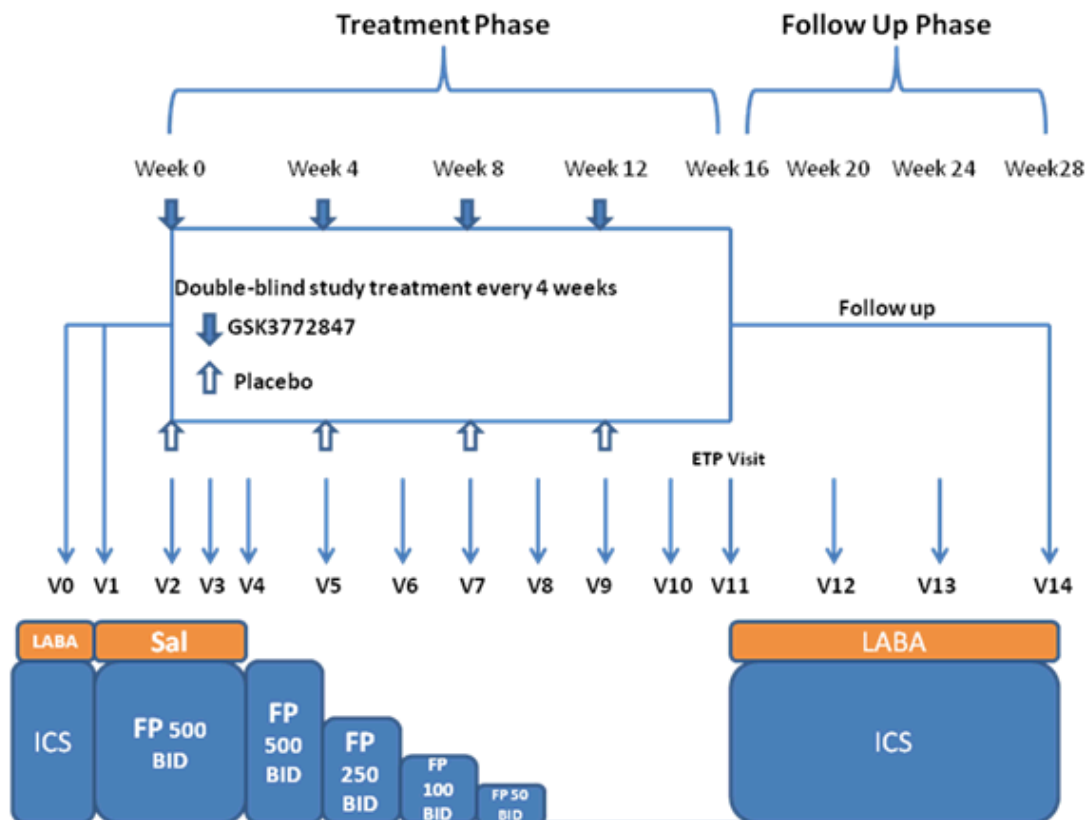 Treatment Phase
Follow Up Phase
Week 0
Week 4
Week 8
Week 12
Week 16
Week 20
Week 24
Week28
Double-blind study treatment every 4 weeks
GSK3772847
Placebo
Follow up
ETP Visit
V0
V1
V2
V3
V4
V5
V6
V7
V8
V9
V10
V11
V12
V13
V14
LABA
Sal
LABA
ICS
FP 500
BID
FP
500
BID
FP
250
BID
FP
100
BID
FP 50
BID
ICS